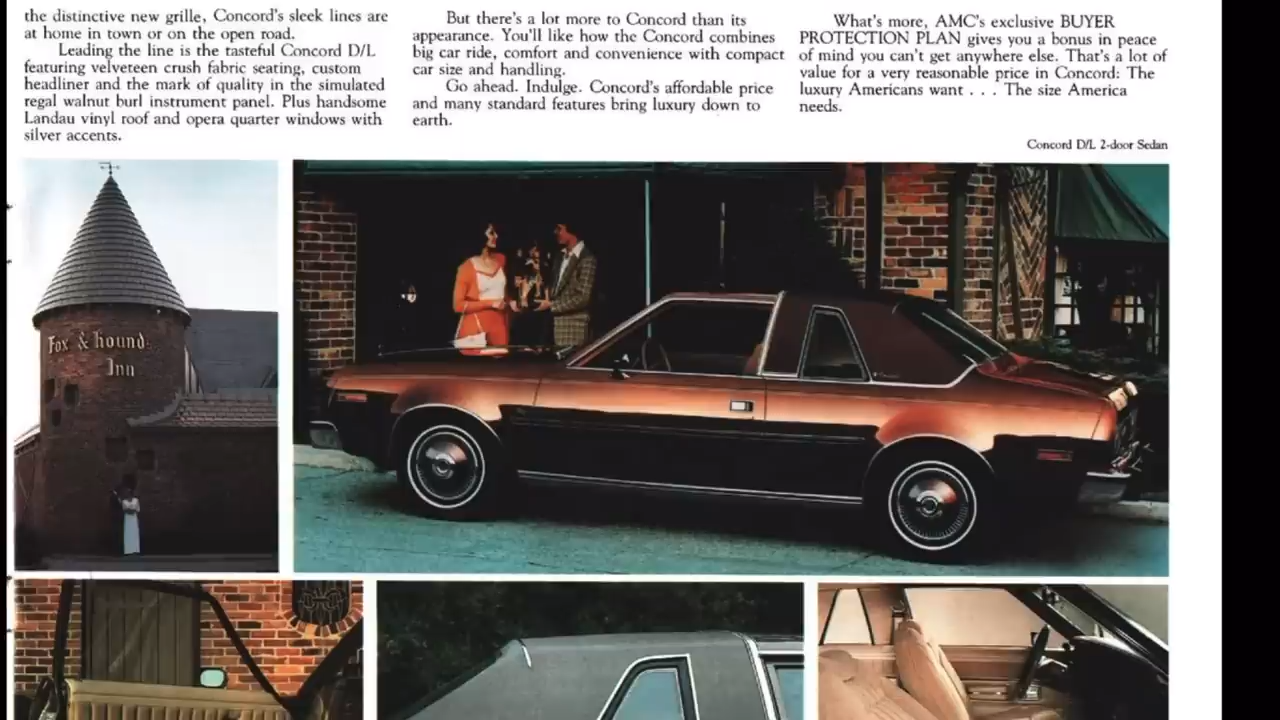 the distinctive new grille, Concord's sleek lines are
at home in town or on the open road.
Leading the line is the tasteful Concord D/L
featuring velveteen crush fabric seating, custom
headliner and the mark of quality in the simulated
regal walnut burl instrument panel. Plus handsome
Landau vinyl roof and opera quarter windows with
silver accents.
But there's a lot more to Concord than its
appearance. You'll like how the Concord combines
big car ride, comfort and convenience with compact
car size and handling.
Go ahead. Indulge. Concord's affordable price
and many standard features bring luxury down to
earth.
What's more, AMC's exclusive BUYER
PROTECTION PLAN gives you a bonus in peace
of mind you can't get anywhere else. That's a lot of
value for a very reasonable price in Concord: The
luxury Americans want . . . The size America
needs.
Concord D/L 2-door Sedan
Fox & hound
Inn